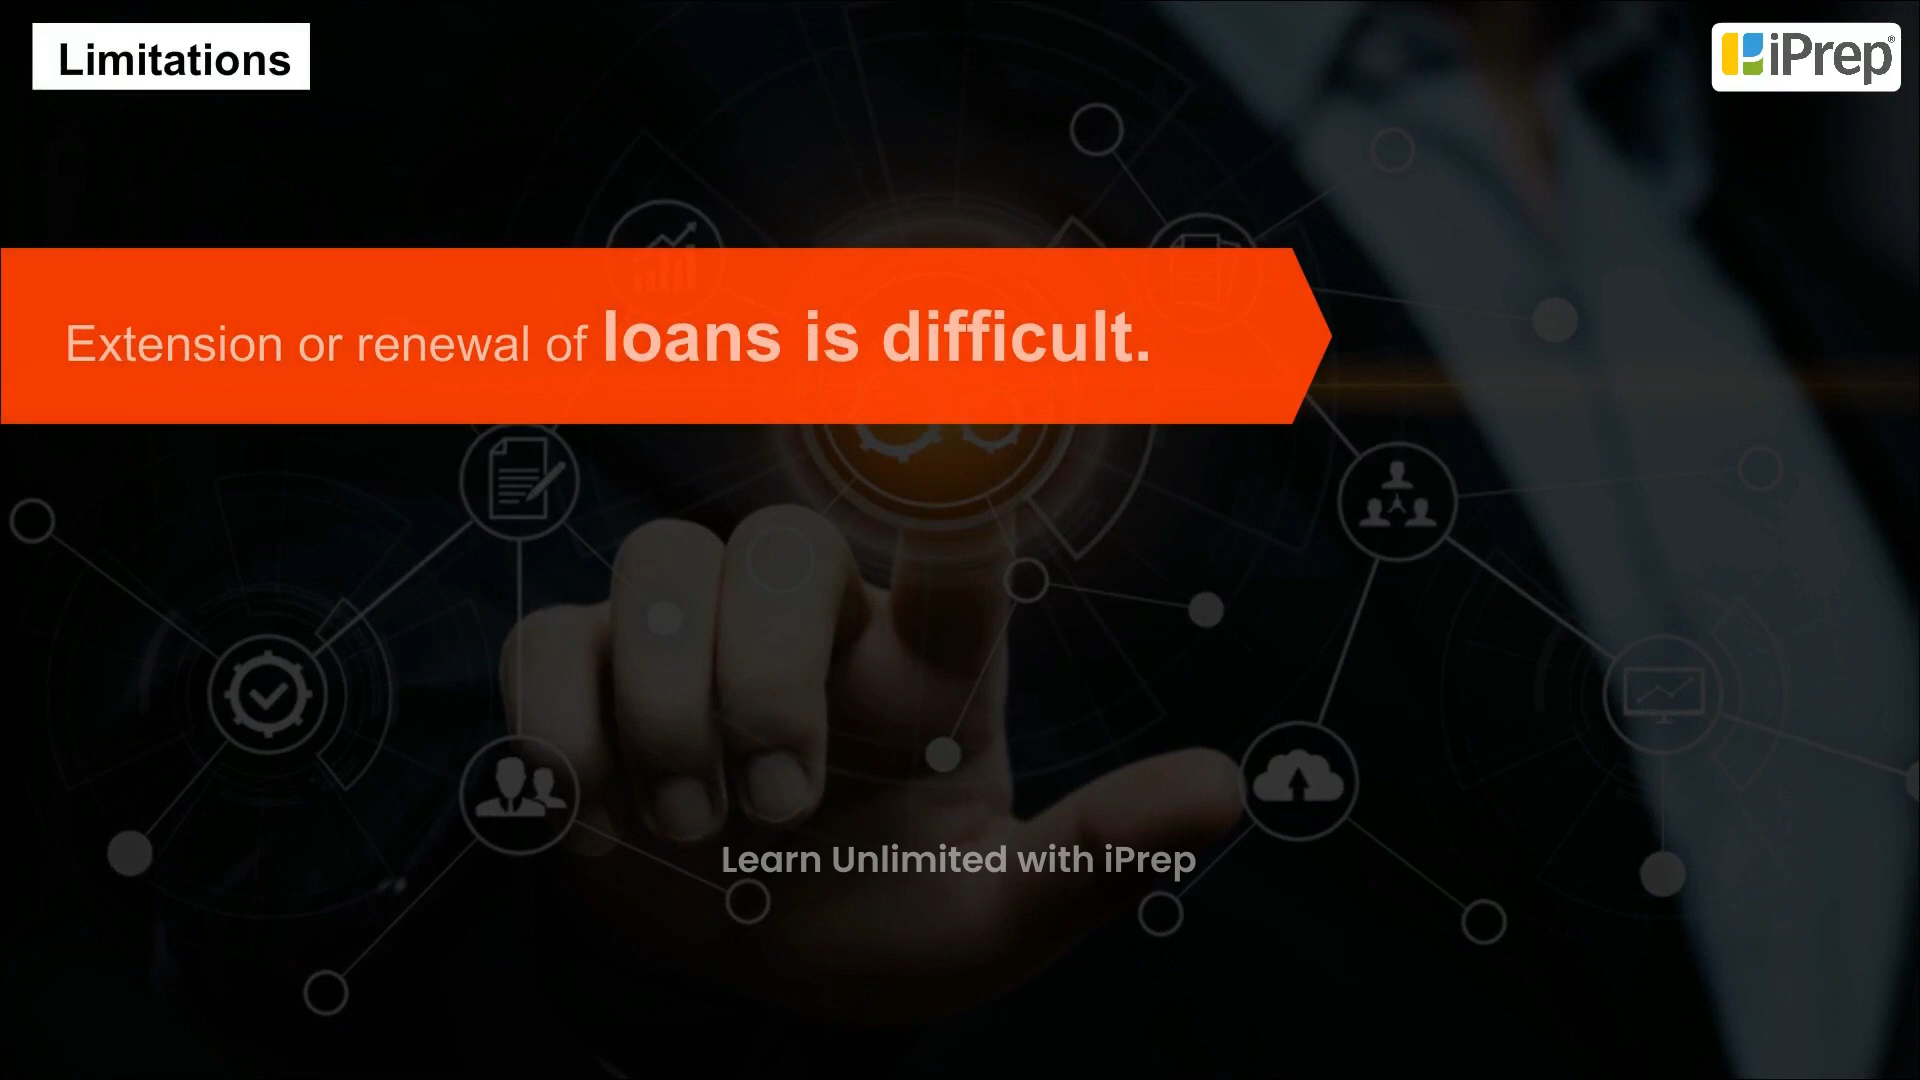 Limitations
iPrep®
Extension or renewal of loans is difficult.
Learn Unlimited with iPrep